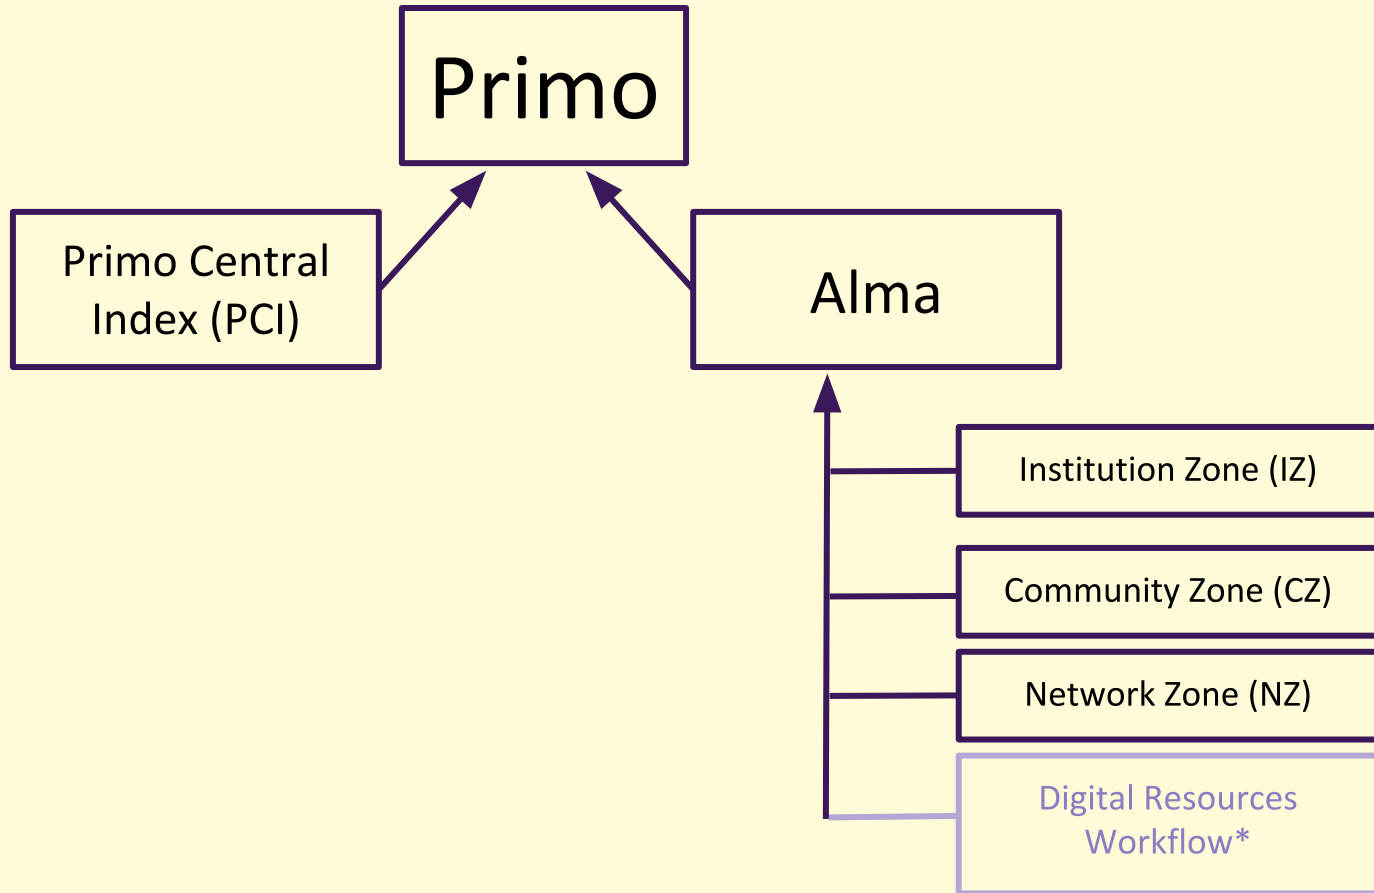 Primo
Primo Central
Index (PCI)
Alma
Institution Zone (IZ)
Community Zone (CZ)
Network Zone (NZ)
Digital Resources
Workflow*